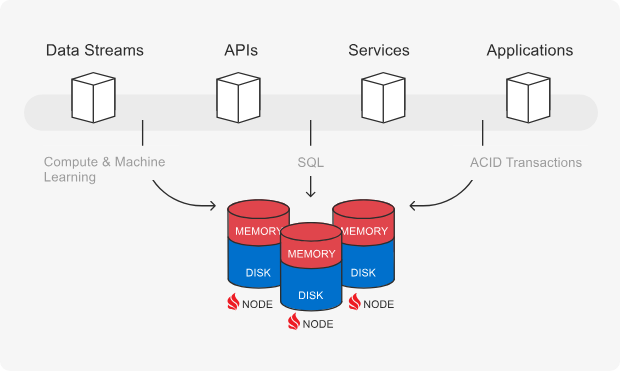 Data Streams
APIs
Services
Applications
Compute & Machine
Learning
SQL
ACID Transactions
MEMORY
MEMORY
MEMORY
DISK
DISK
DISK
NODE
NODE
NODE